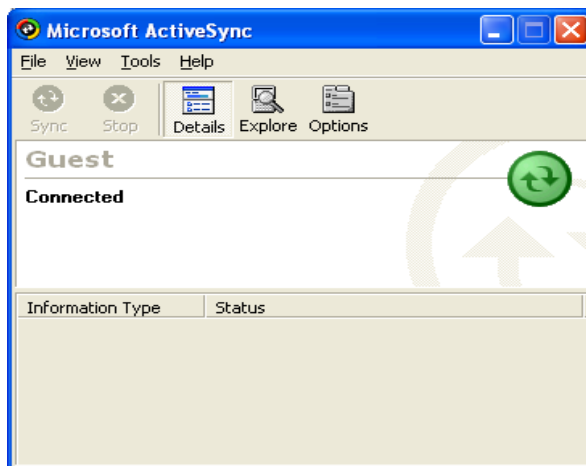 Microsoft ActiveSync
File View Tools Help
Sync Stop Details Explore Options
Guest
Connected
Information Type Status